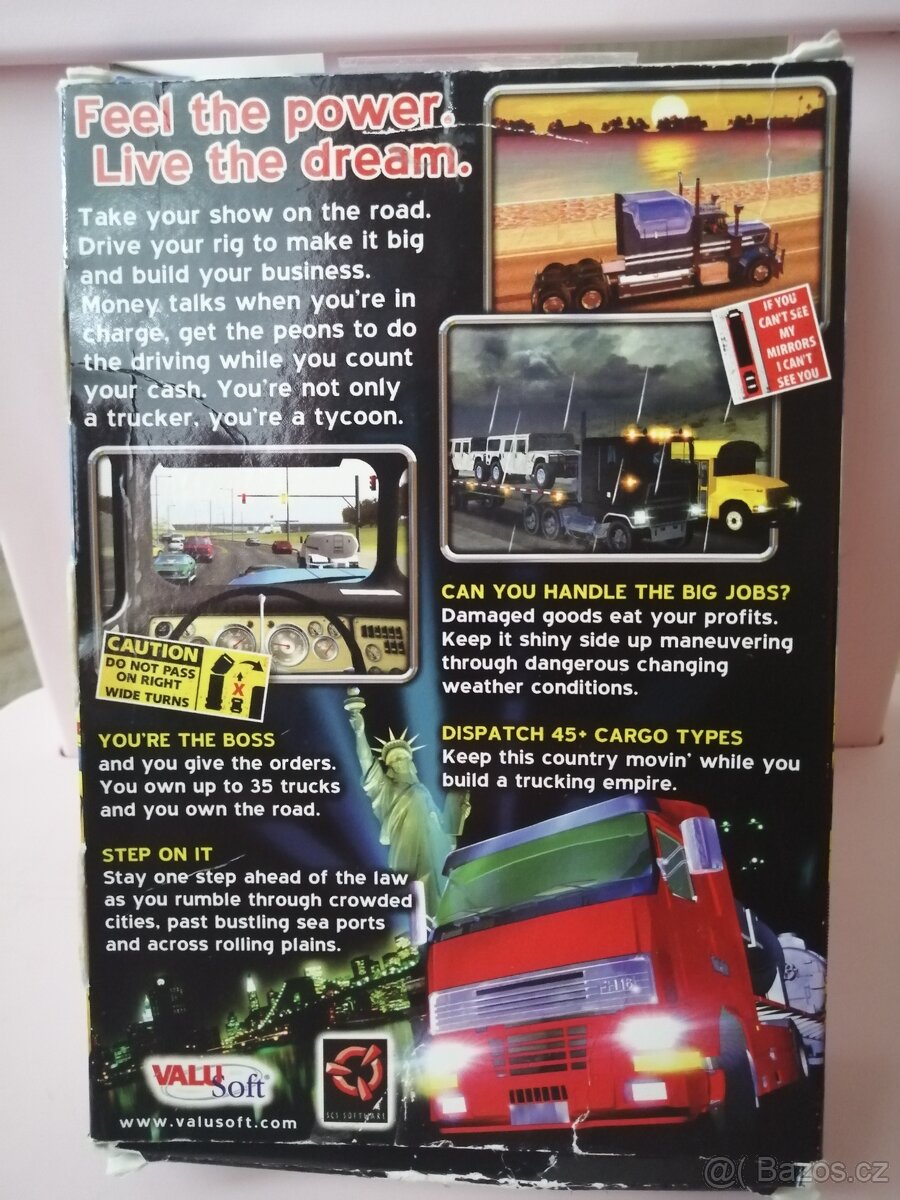 Feel the power.
Live the dream.
Take your show on the road.
Drive your rig to make it big
and build your business.
Money talks when you're in
charge, get the peons to do
the driving while you count
your cash. You're not only
a trucker, you're a tycoon.
IF YOU
CAN'T SEE
MY
MIRRORS
I CAN'T
SEE YOU
CAUTION
DO NOT PASS
ON RIGHT
WIDE TURNS
X
CAN YOU HANDLE THE BIG JOBS?
Damaged goods eat your profits.
Keep it shiny side up maneuvering
through dangerous changing
weather conditions.
YOU'RE THE BOSS
and you give the orders.
You own up to 35 trucks
and you own the road.
DISPATCH 45+ CARGO TYPES
Keep this country movin' while you
build a trucking empire.
STEP ON IT
Stay one step ahead of the law
as you rumble through crowded
cities, past bustling sea ports
and across rolling plains.
VALUSoft®
www.valusoft.com
SCS SOFTWARE
@( Bazos.cz